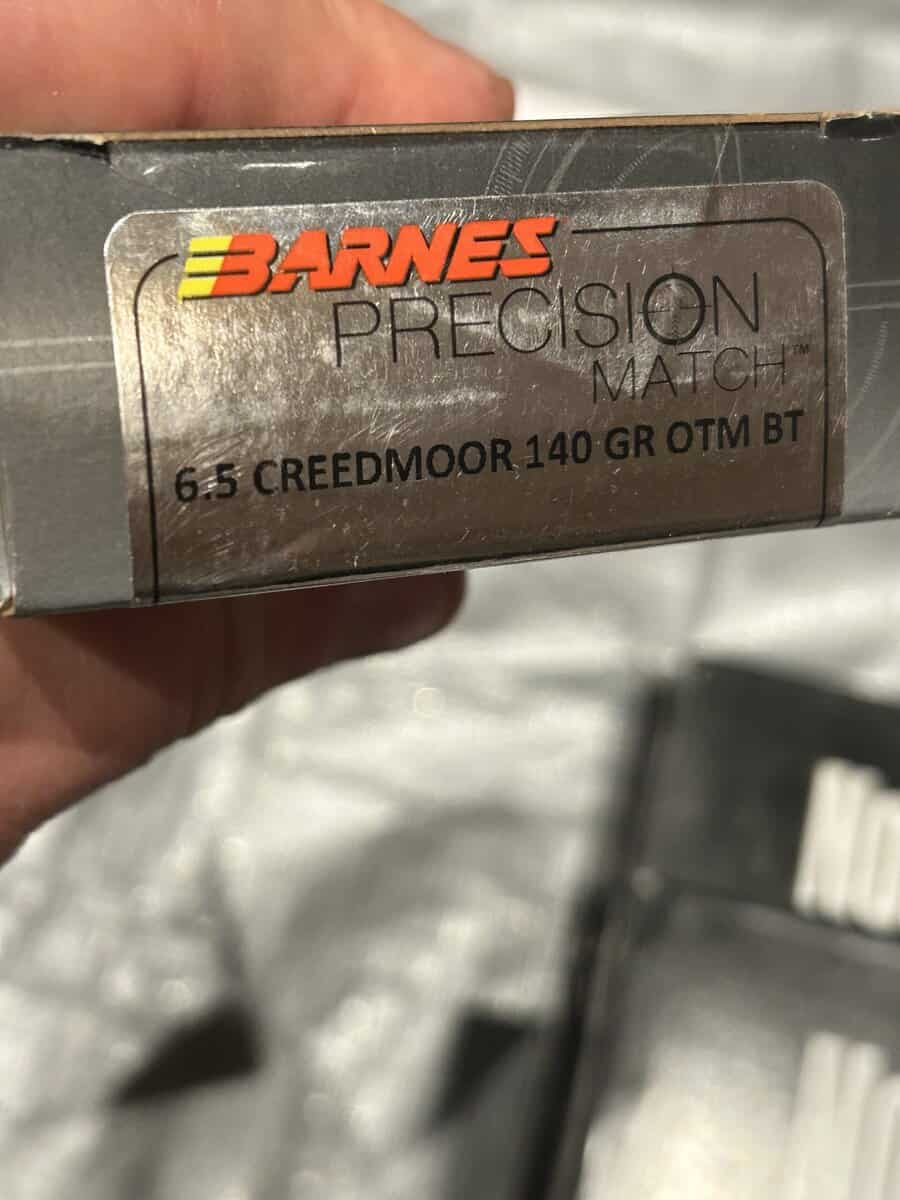 BARNES
PRECISION
MATCH™
6.5 CREEDMOOR 140 GR OTM BT